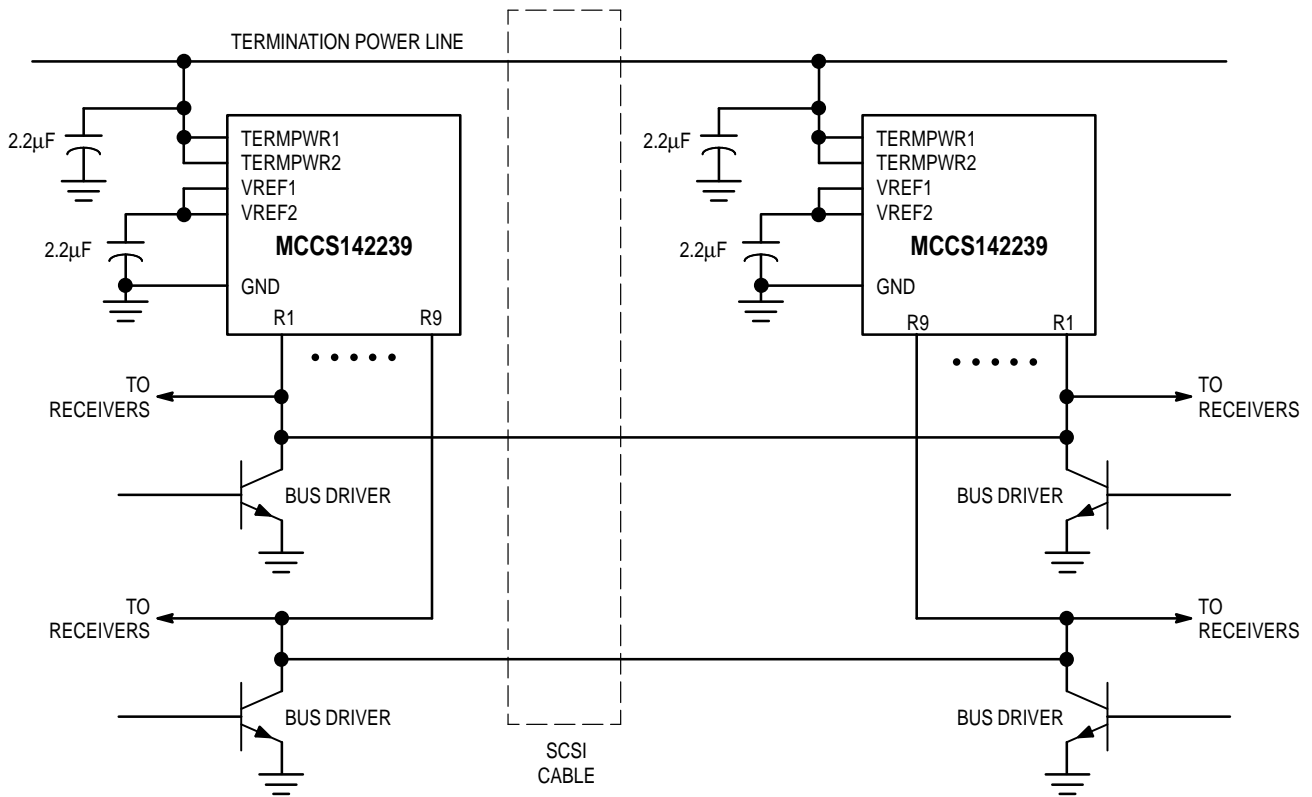 TERMINATION POWER LINE
2.2µF
TERMPWR1
TERMPWR2
VREF1
VREF2
2.2µF
MCCS142239
GND
R1
R9
TO
RECEIVERS
BUS DRIVER
TO
RECEIVERS
BUS DRIVER
SCSI
CABLE
2.2µF
TERMPWR1
TERMPWR2
VREF1
VREF2
2.2µF
MCCS142239
GND
R9
R1
TO
RECEIVERS
BUS DRIVER
TO
RECEIVERS
BUS DRIVER